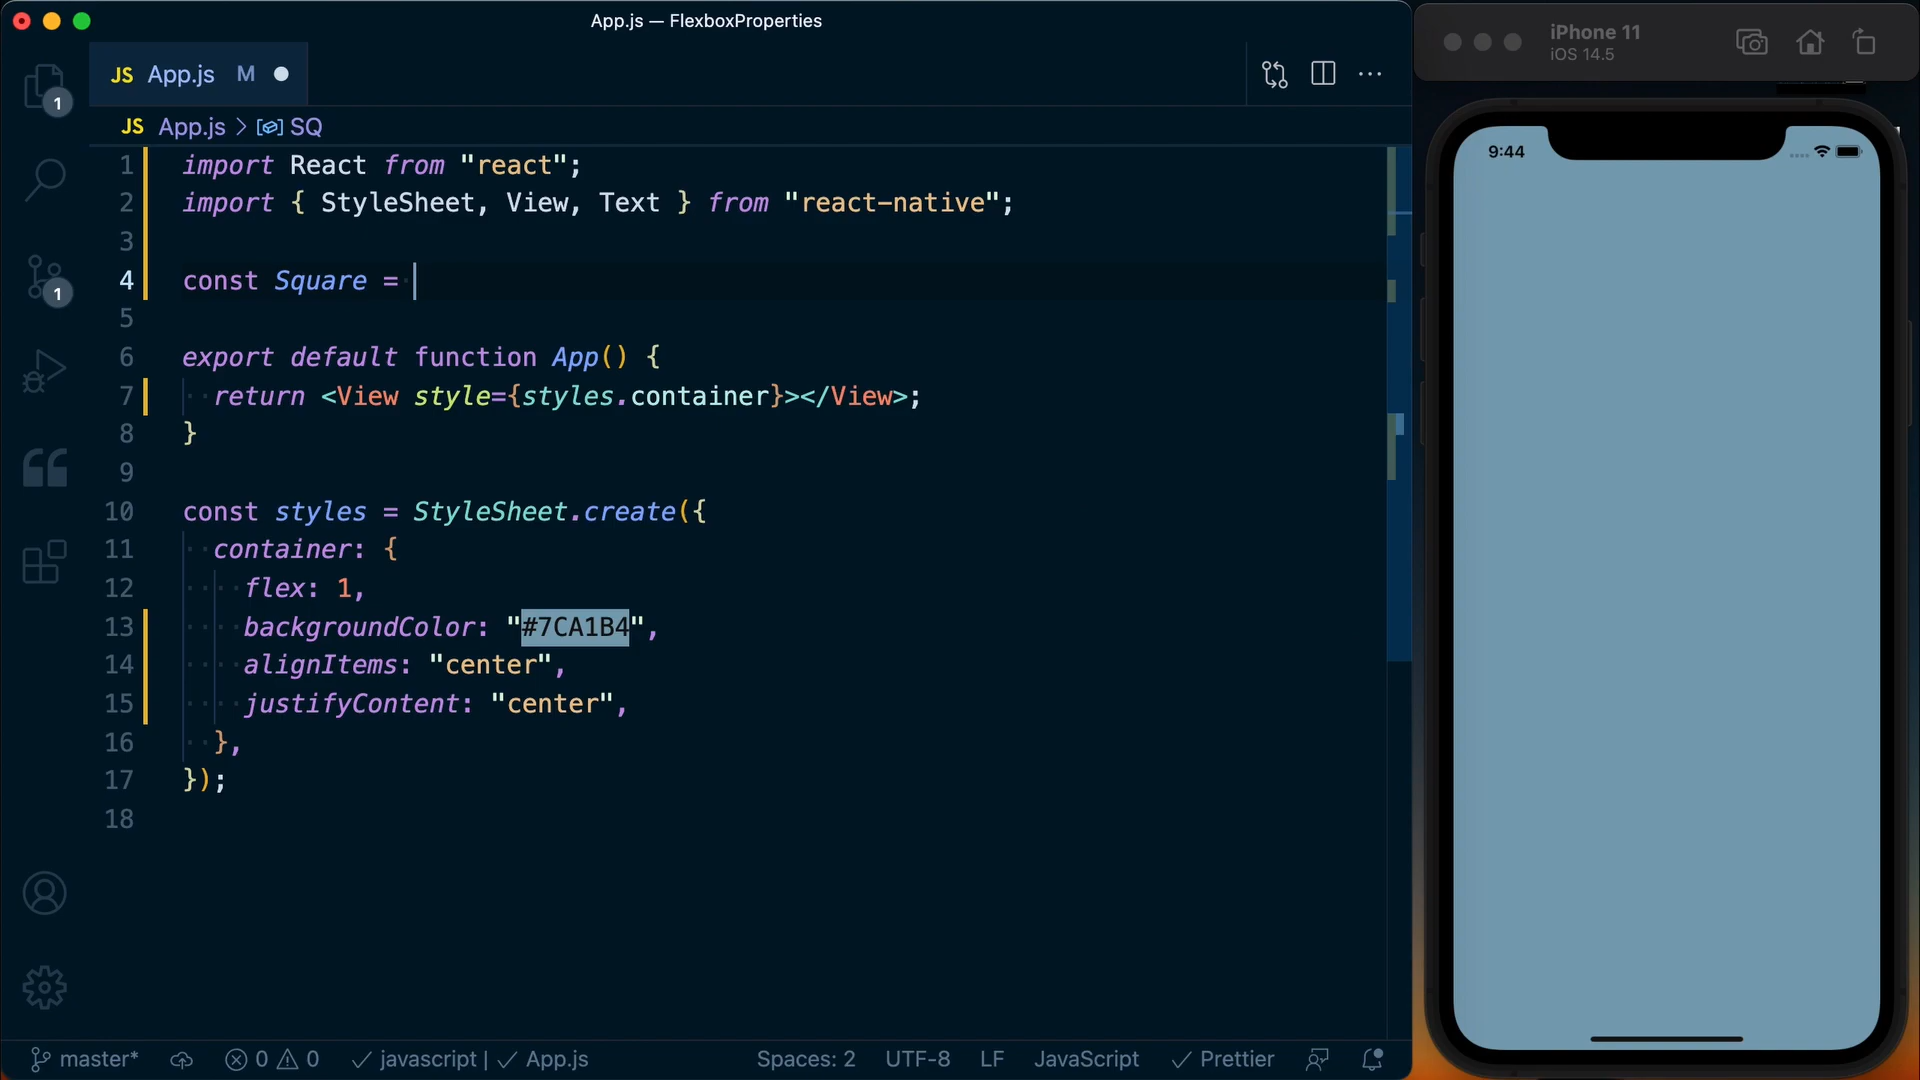 App.js — FlexboxProperties
JS App.js M
JS App.js > SQ
1 import React from "react";
2 import { StyleSheet, View, Text } from "react-native";
3
4 const Square =
5
6 export default function App() {
7 return <View style={styles.container}></View>;
8 }
9
10 const styles = StyleSheet.create({
11 container: {
12 flex: 1,
13 backgroundColor: "#7CA1B4",
14 alignItems: "center",
15 justifyContent: "center",
16 },
17 });
18
1
1
master* 0 0 javascript | App.js Spaces: 2 UTF-8 LF JavaScript Prettier
iPhone 11
iOS 14.5
9:44